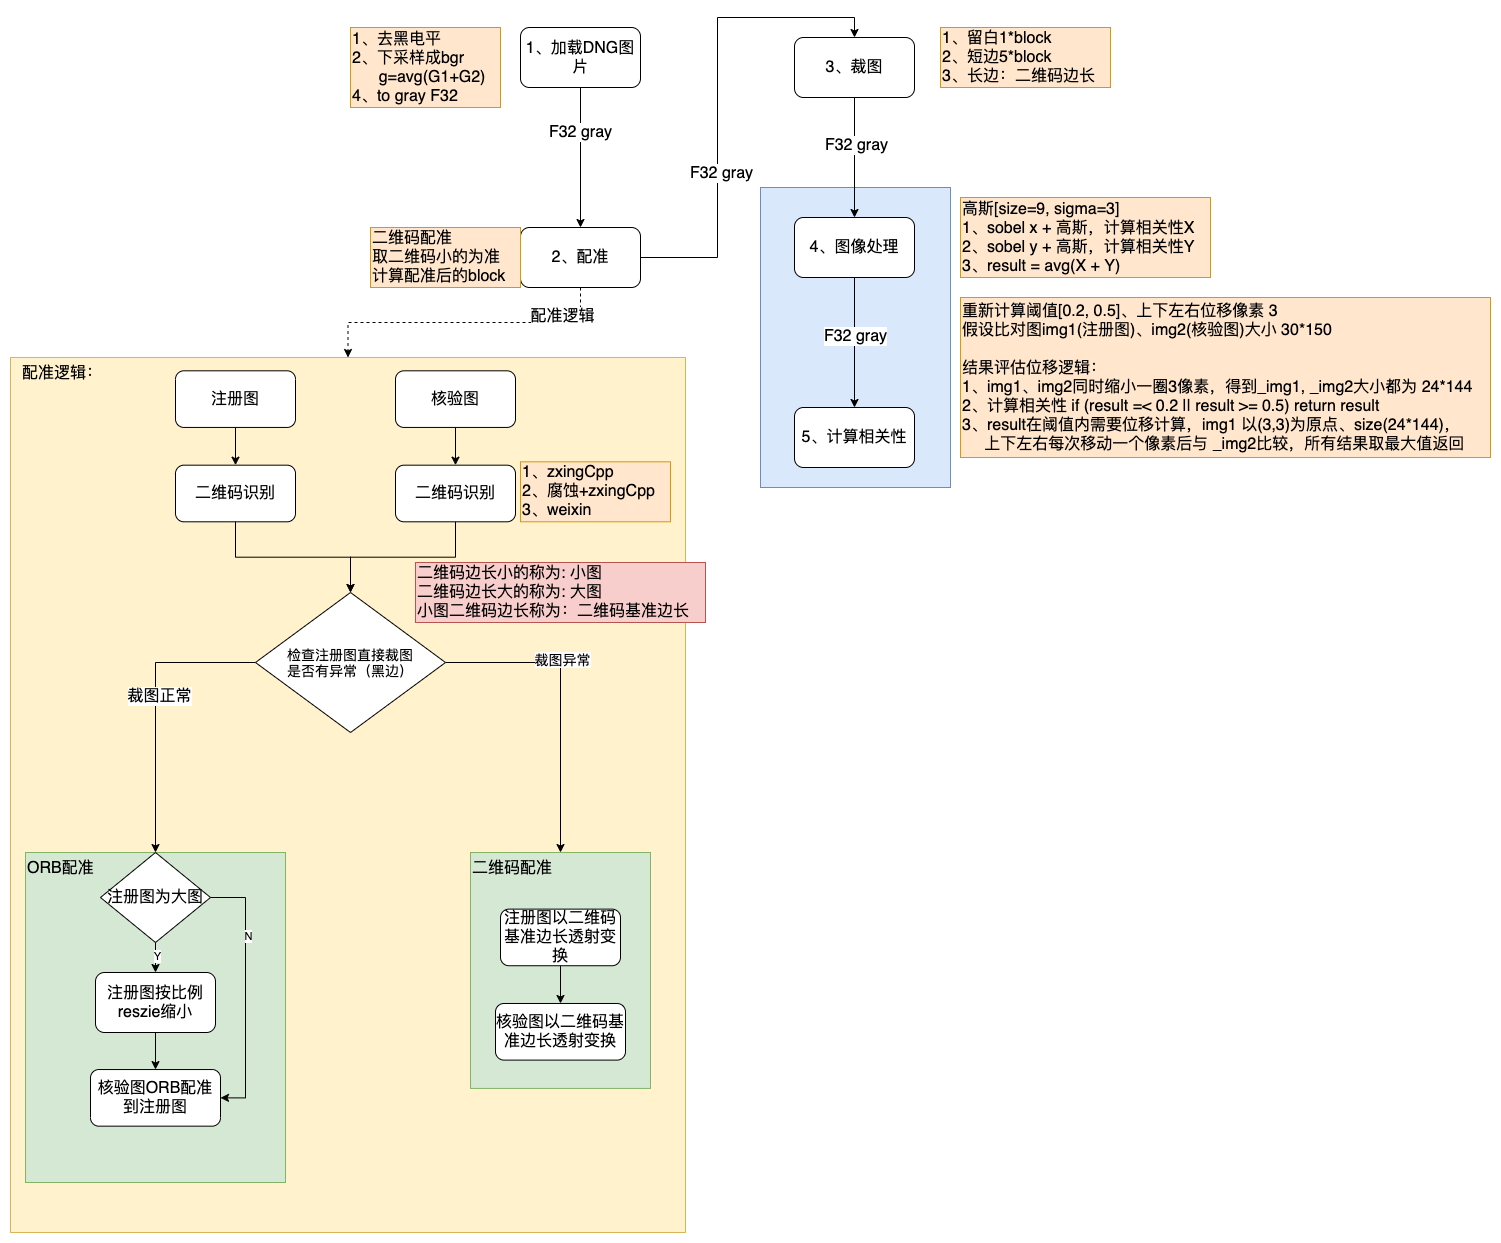 1、去黑电平
2、下采样成bgr
g=avg(G1+G2)
4、to gray F32
1、加载DNG图
片
F32 gray
二维码配准
取二维码小的为准
计算配准后的block
2、配准
配准逻辑
F32 gray
3、裁图
1、留白1*block
2、短边5*block
3、长边：二维码边长
F32 gray
4、图像处理
高斯[size=9, sigma=3]
1、sobel x + 高斯，计算相关性X
2、sobel y + 高斯，计算相关性Y
3、result = avg(X + Y)
F32 gray
5、计算相关性
重新计算阈值[0.2, 0.5]、上下左右位移像素 3
假设比对图img1(注册图)、img2(核验图)大小 30*150
结果评估位移逻辑：
1、img1、img2同时缩小一圈3像素，得到_img1, _img2大小都为 24*144
2、计算相关性 if (result =< 0.2 || result >= 0.5) return result
3、result在阈值内需要位移计算，img1 以(3,3)为原点、size(24*144)，
上下左右每次移动一个像素后与 _img2比较，所有结果取最大值返回
配准逻辑：
注册图
核验图
二维码识别
二维码识别
1、zxingCpp
2、腐蚀+zxingCpp
3、weixin
二维码边长小的称为: 小图
二维码边长大的称为: 大图
小图二维码边长称为：二维码基准边长
检查注册图直接裁图
是否有异常（黑边）
裁图正常
裁图异常
ORB配准
注册图为大图
N
Y
注册图按比例
reszie缩小
核验图ORB配准
到注册图
二维码配准
注册图以二维码
基准边长透射变
换
核验图以二维码基
准边长透射变换